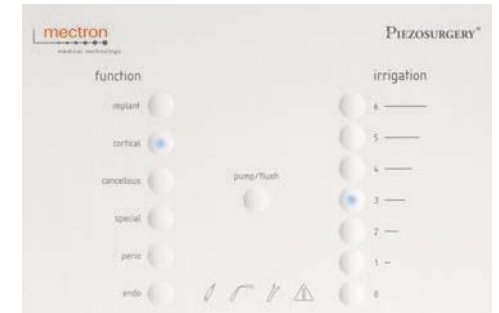 mectron
medical technology
PIEZOSURGERY®
function
irrigation
implant
cortical
cancellous
special
perio
endo
pump/flush
6
5
4
3
2
1
0